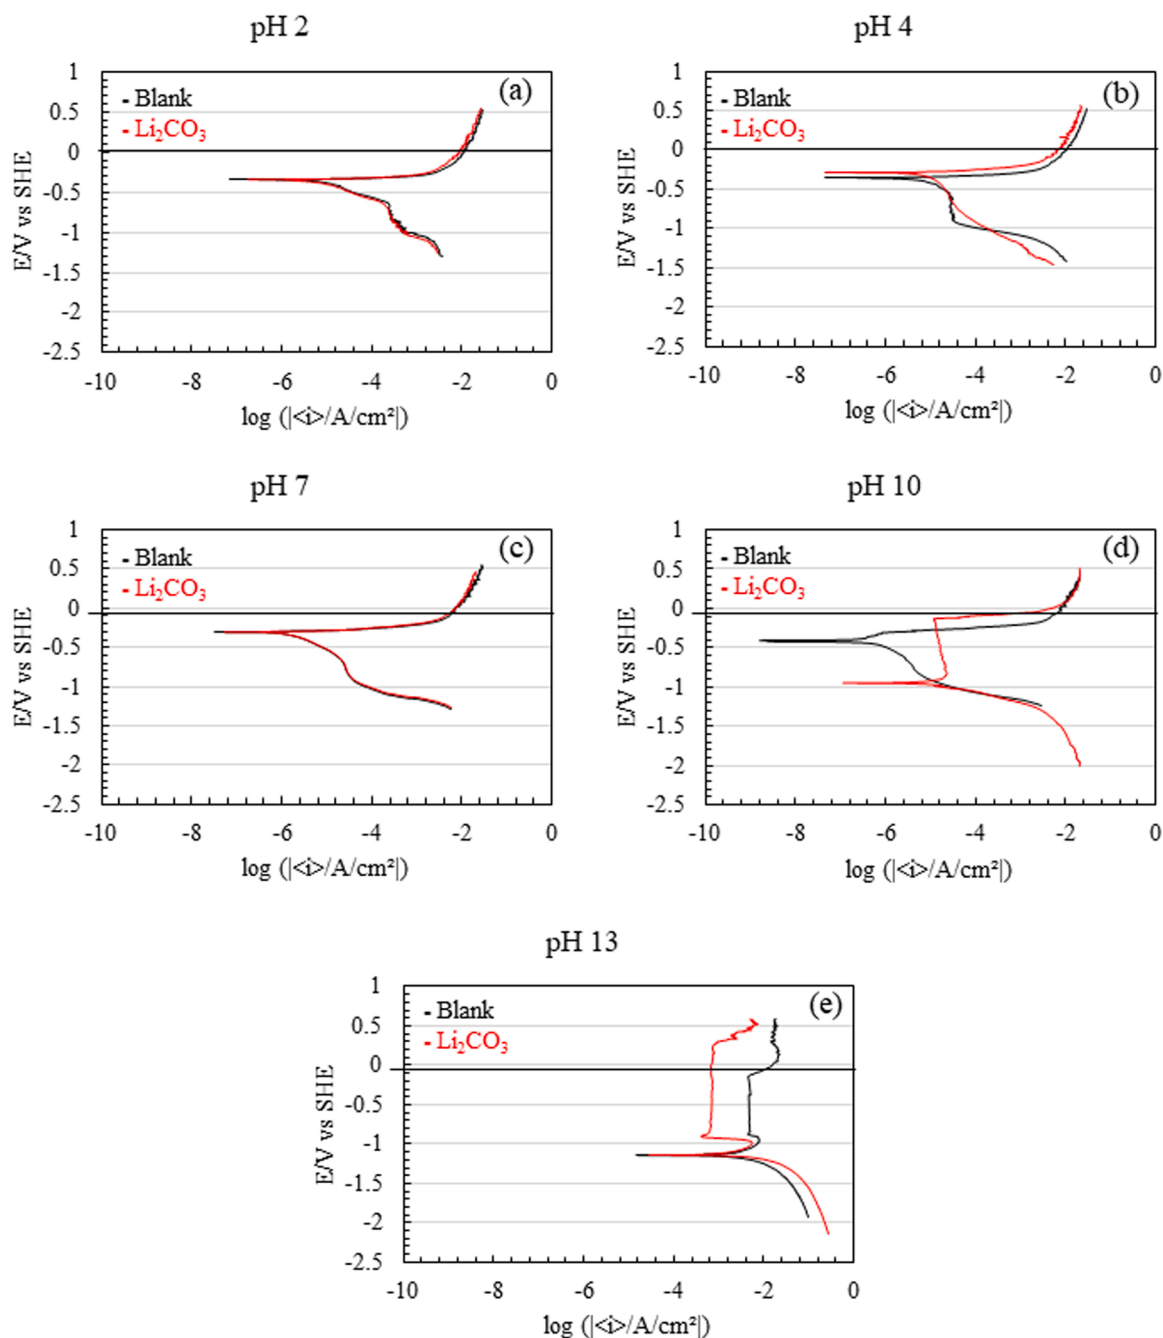 pH 2
pH 4
1
0.5
0
-0.5
-1
-1.5
-2
-2.5
E/V vs SHE
- Blank
- Li₂CO₃
(a)
-10
-8
-6
-4
-2
0
log (|<i>/A/cm²|)
1
0.5
0
-0.5
-1
-1.5
-2
-2.5
E/V vs SHE
- Blank
- Li₂CO₃
(b)
-10
-8
-6
-4
-2
0
log (|<i>/A/cm²|)
pH 7
pH 10
1
0.5
0
-0.5
-1
-1.5
-2
-2.5
E/V vs SHE
- Blank
- Li₂CO₃
(c)
-10
-8
-6
-4
-2
0
log (|<i>/A/cm²|)
1
0.5
0
-0.5
-1
-1.5
-2
-2.5
E/V vs SHE
- Blank
- Li₂CO₃
(d)
-10
-8
-6
-4
-2
0
log (|<i>/A/cm²|)
pH 13
1
0.5
0
-0.5
-1
-1.5
-2
-2.5
E/V vs SHE
- Blank
- Li₂CO₃
(e)
-10
-8
-6
-4
-2
0
log (|<i>/A/cm²|)